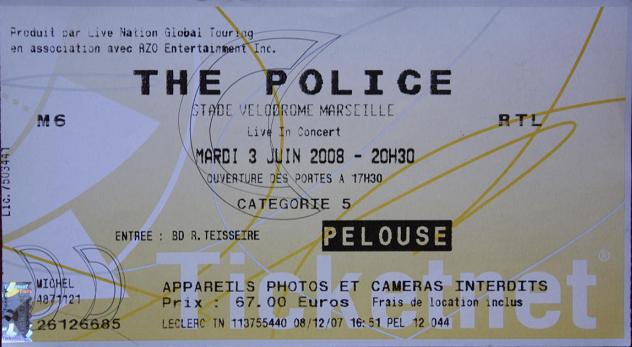 Produit par Live Nation Global Touring
en association avec AZO Entertainment Inc.
THE POLICE
STADE VELODROME MARSEILLE
M6
RTL
Live In Concert
MARDI 3 JUIN 2008 - 20H30
OUVERTURE DES PORTES A 17H30
Lic. 7503441
CATEGORIE 5
ENTREE : BD R.TEISSEIRE
PELOUSE
Ticketnet®
MICHEL
4871121
26126685
APPAREILS PHOTOS ET CAMERAS INTERDITS
Prix : 67.00 Euros Frais de location inclus
LECLERC TN 113755440 08/12/07 16:51 PEL 12 044